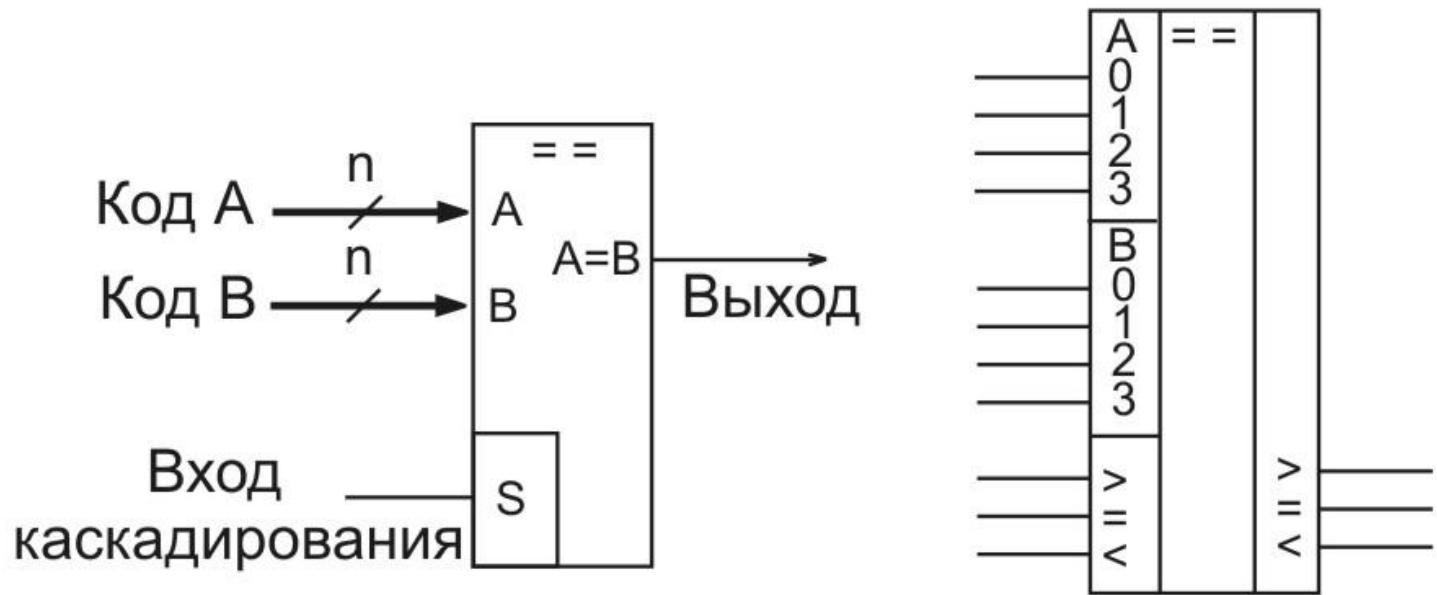 = =
n
Код A
A
n
A=B
Код B
B
Выход
Вход
каскадирования
S
A
= =
0
1
2
3
B
0
1
2
3
> >
= =
< <